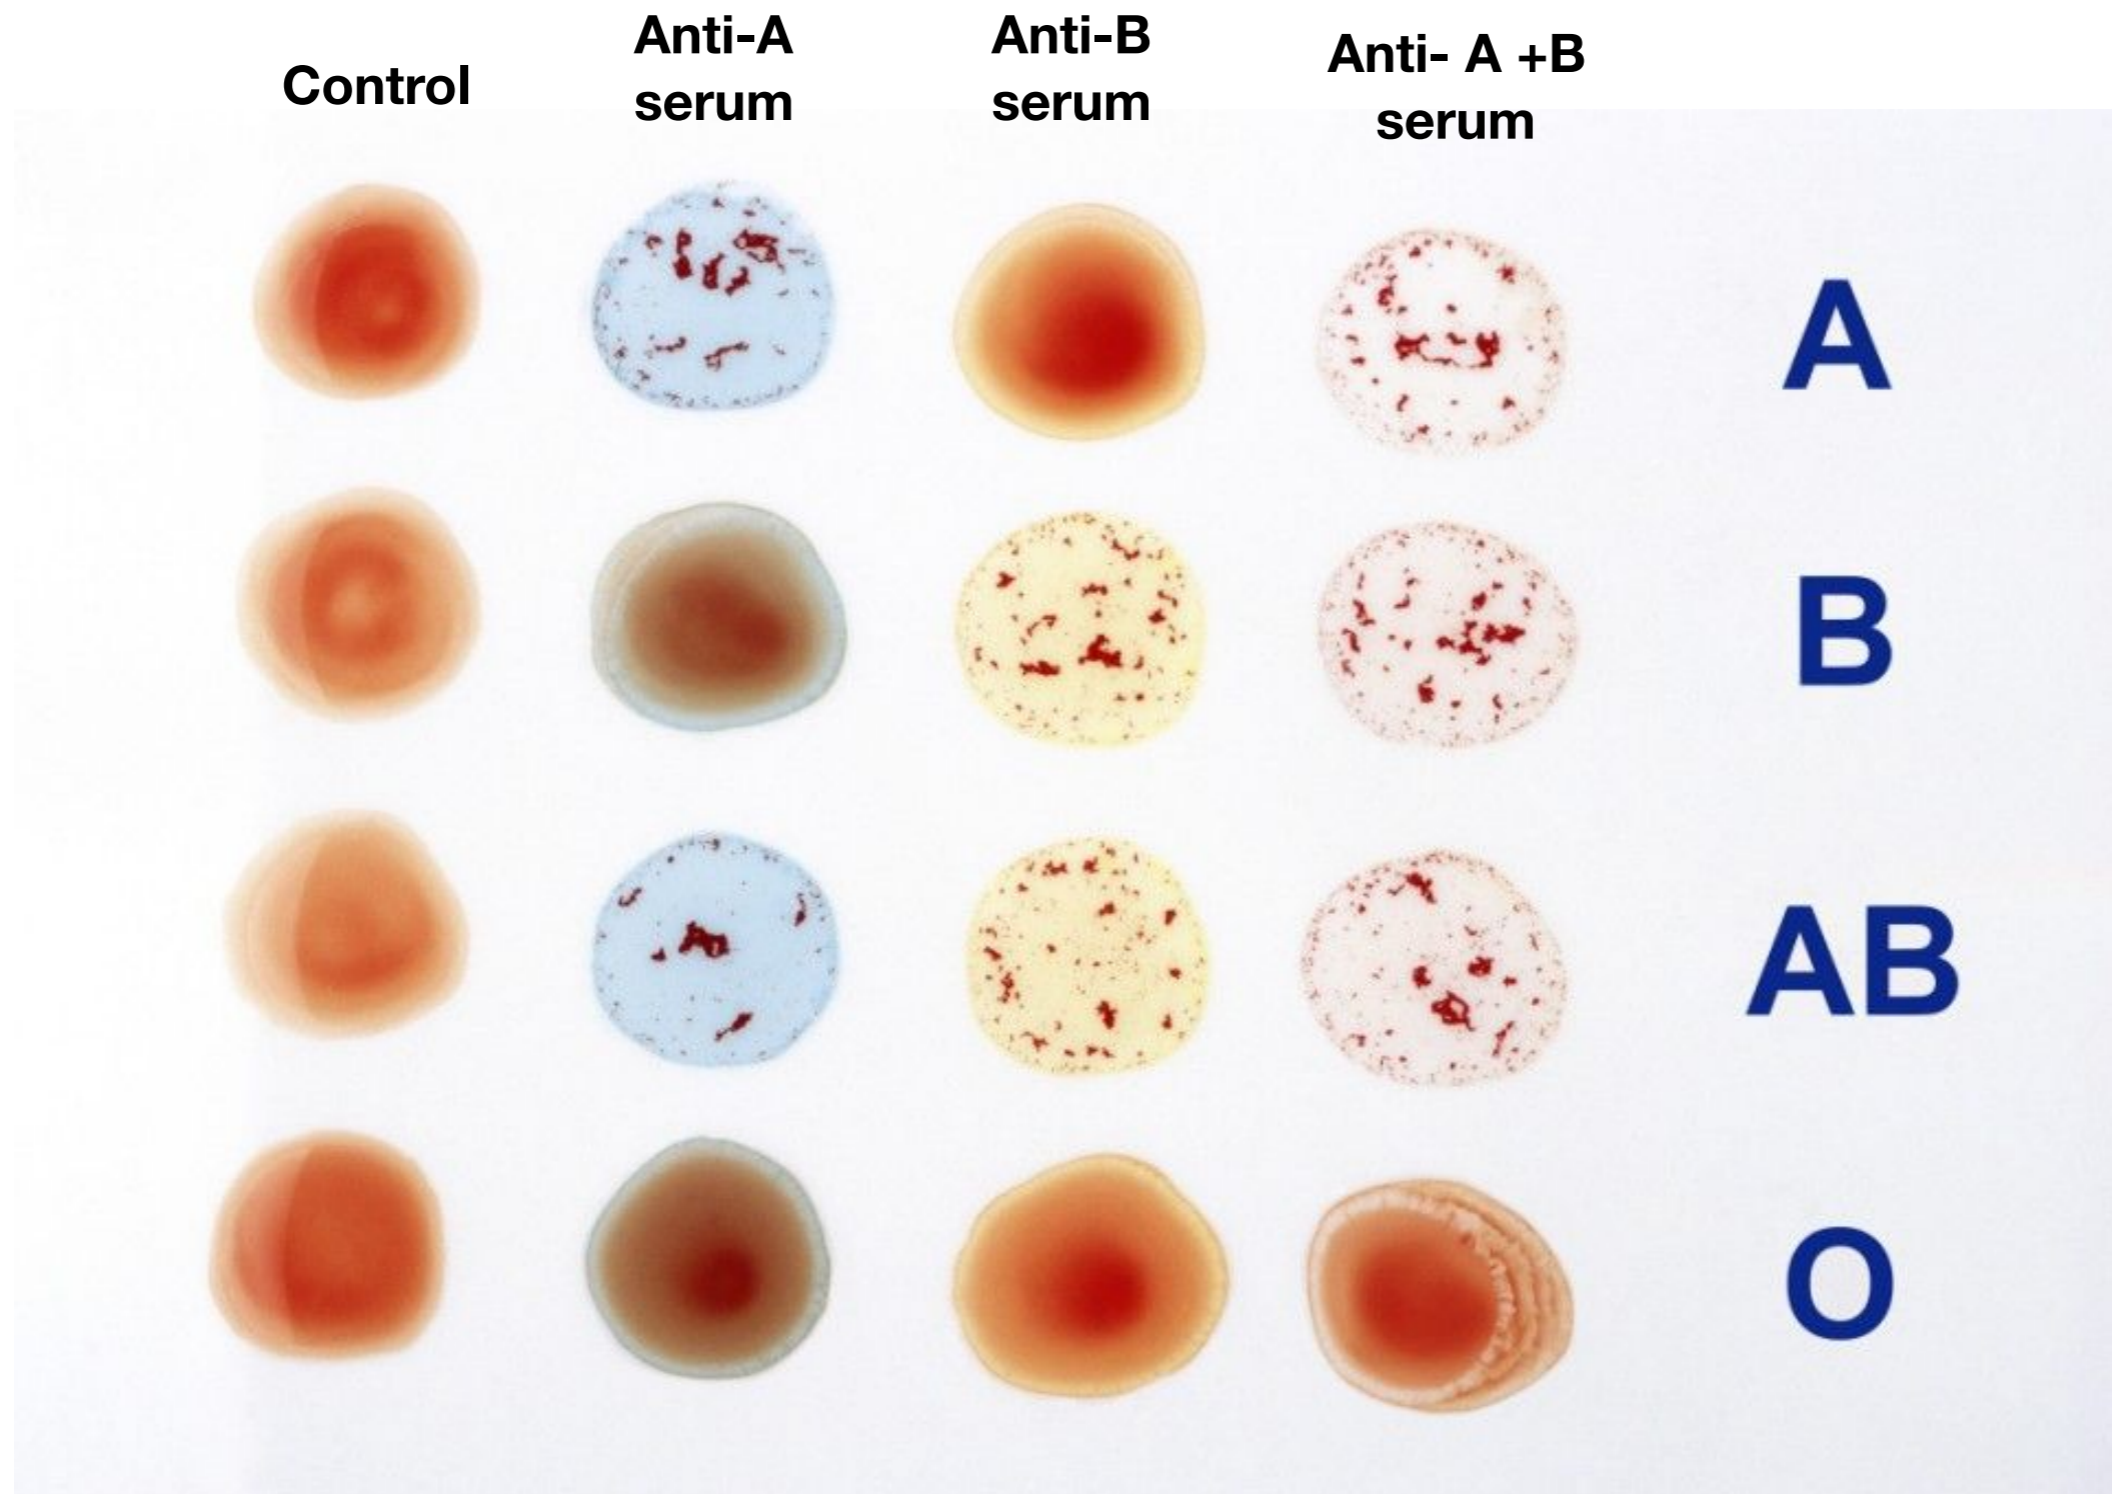 Control
Anti-A
serum
Anti-B
serum
Anti- A +B
serum
A
B
AB
O